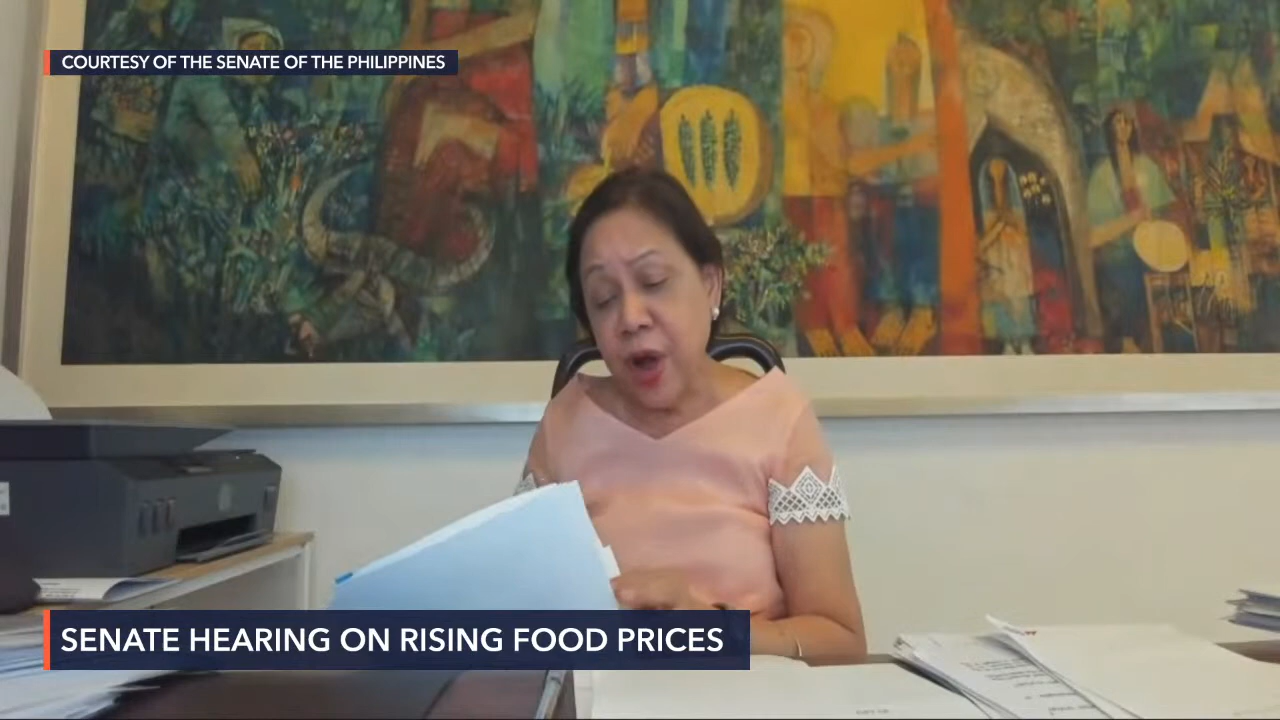 COURTESY OF THE SENATE OF THE PHILIPPINES
SENATE HEARING ON RISING FOOD PRICES